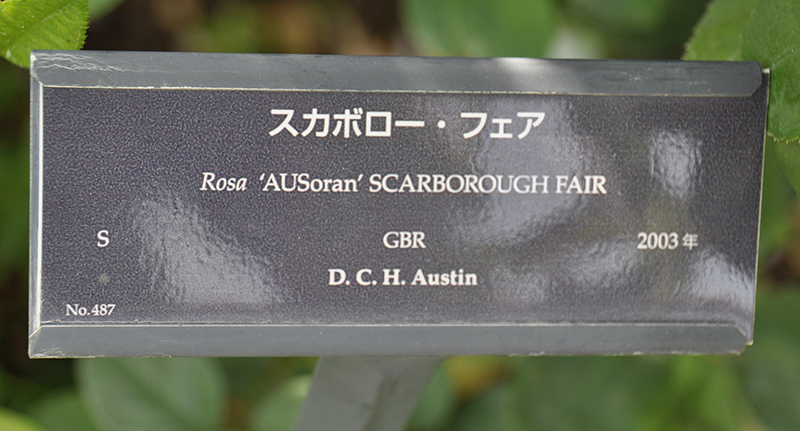 スカボロー・フェア
Rosa 'AUSoran' SCARBOROUGH FAIR
S GBR 2003年
D. C. H. Austin
No.487